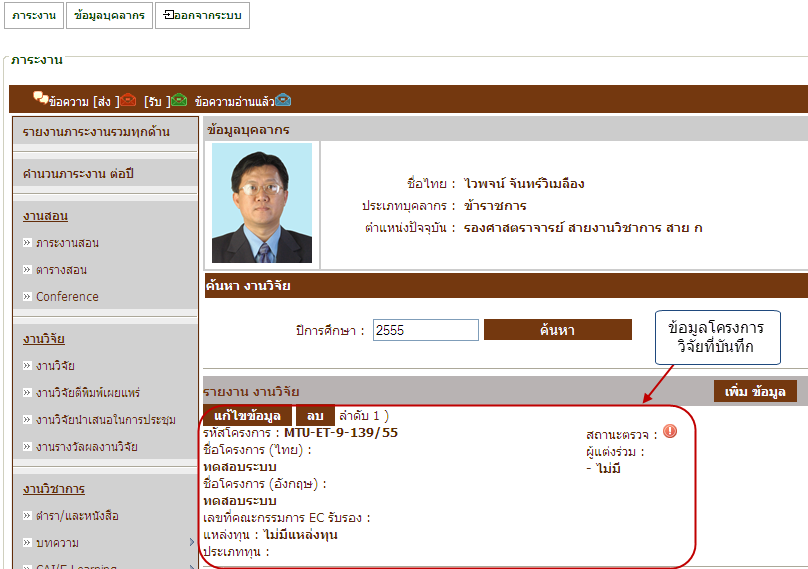 ภาระงาน ข้อมูลบุคลากร ออกจากระบบ
ภาระงาน
ข้อความ [ส่ง ] [รับ ] ข้อความอ่านแล้ว
รายงานภาระงานรวมทุกด้าน
คำนวนภาระงาน ต่อปี
งานสอน
ภาระงานสอน
ตารางสอน
Conference
งานวิจัย
งานวิจัย
งานวิจัยตีพิมพ์เผยแพร่
งานวิจัยนำเสนอในการประชุม
งานรางวัลผลงานวิจัย
งานวิชาการ
ตำรา/และหนังสือ
บทความ
CAI/E-Learning
ข้อมูลบุคลากร
ชื่อไทย : ไวพจน์ จันทร์วิเมลือง
ประเภทบุคลากร : ข้าราชการ
ตำแหน่งปัจจุบัน : รองศาสตราจารย์ สายงานวิชาการ สาย ก
ค้นหา งานวิจัย
ปีการศึกษา : 2555 ค้นหา
ข้อมูลโครงการ
วิจัยที่บันทึก
รายงาน งานวิจัย เพิ่ม ข้อมูล
แก้ไขข้อมูล ลบ ลำดับ 1 )
รหัสโครงการ : MTU-ET-9-139/55
ชื่อโครงการ (ไทย) :
ทดสอบระบบ
ชื่อโครงการ (อังกฤษ) :
ทดสอบระบบ
เลขที่คณะกรรมการ EC รับรอง :
แหล่งทุน : ไม่มีแหล่งทุน
ประเภททุน :
สถานะตรวจ :
ผู้แต่งร่วม :
- ไม่มี